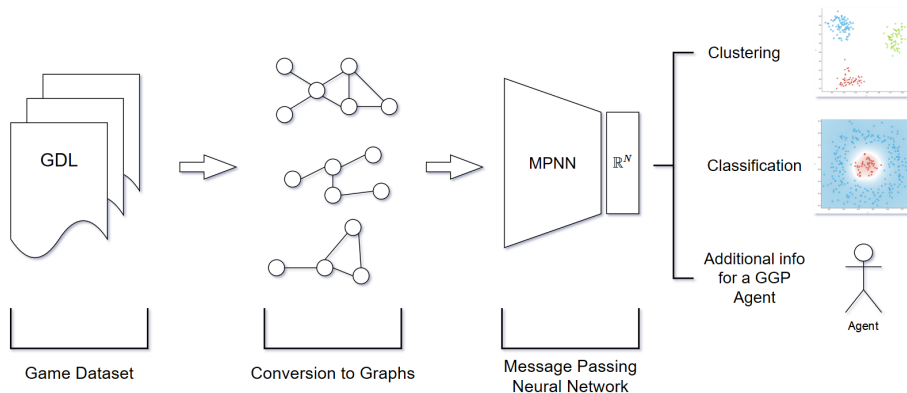 GDL
MPNN
ℝᴺ
Clustering
Classification
Additional info
for a GGP
Agent
Agent
Game Dataset
Conversion to Graphs
Message Passing
Neural Network